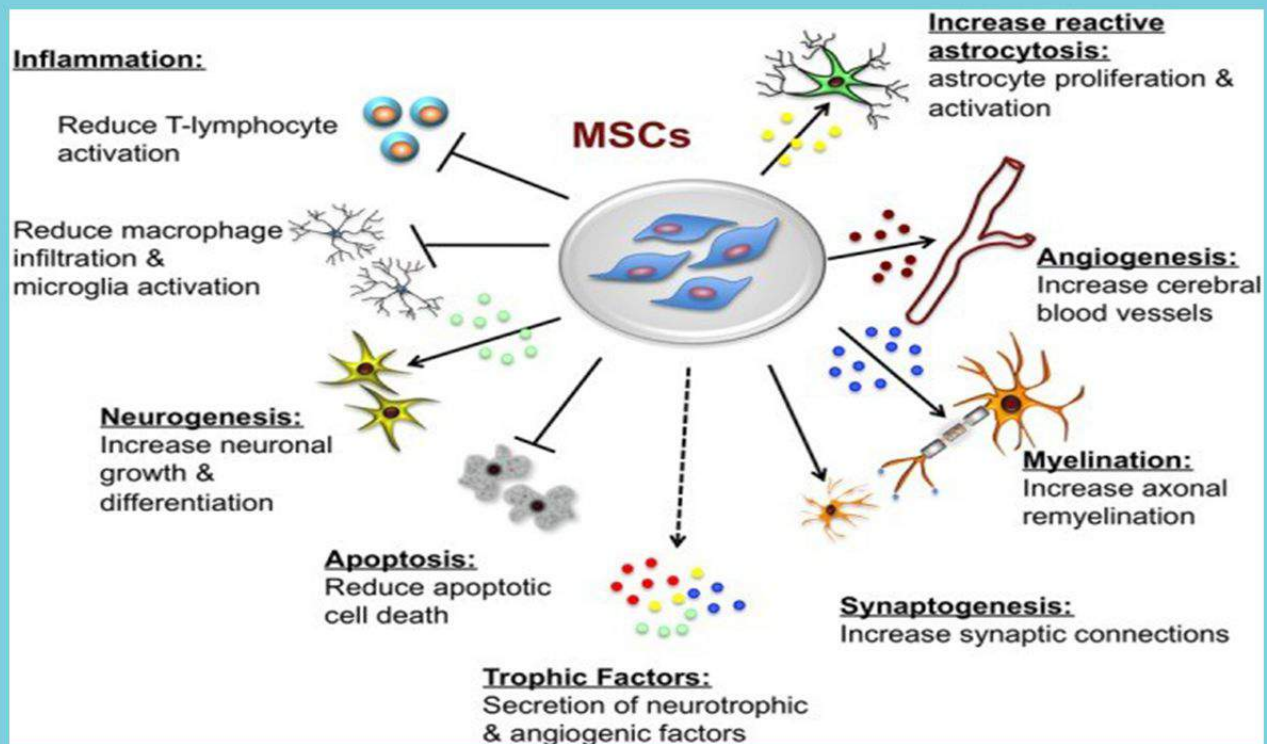 Inflammation:
Reduce T-lymphocyte
activation
Reduce macrophage
infiltration &
microglia activation
Neurogenesis:
Increase neuronal
growth &
differentiation
Apoptosis:
Reduce apoptotic
cell death
Trophic Factors:
Secretion of neurotrophic
& angiogenic factors
MSCs
Increase reactive
astrocytosis:
astrocyte proliferation &
activation
Angiogenesis:
Increase cerebral
blood vessels
Myelination:
Increase axonal
remyelination
Synaptogenesis:
Increase synaptic connections